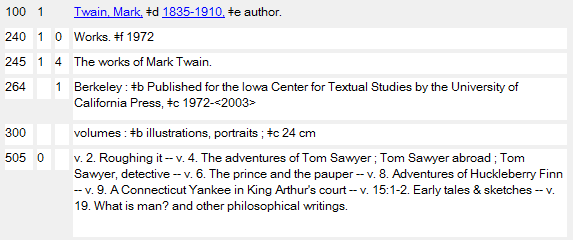 100 1 Twain, Mark, ‡d 1835-1910, ‡e author.
240 1 0 Works. ‡f 1972
245 1 4 The works of Mark Twain.
264 1 Berkeley : ‡b Published for the Iowa Center for Textual Studies by the University of
California Press, ‡c 1972-<2003>
300 volumes : ‡b illustrations, portraits ; ‡c 24 cm
505 0 v. 2. Roughing it -- v. 4. The adventures of Tom Sawyer ; Tom Sawyer abroad ; Tom
Sawyer, detective -- v. 6. The prince and the pauper -- v. 8. Adventures of Huckleberry Finn
-- v. 9. A Connecticut Yankee in King Arthur's court -- v. 15:1-2. Early tales & sketches -- v.
19. What is man? and other philosophical writings.